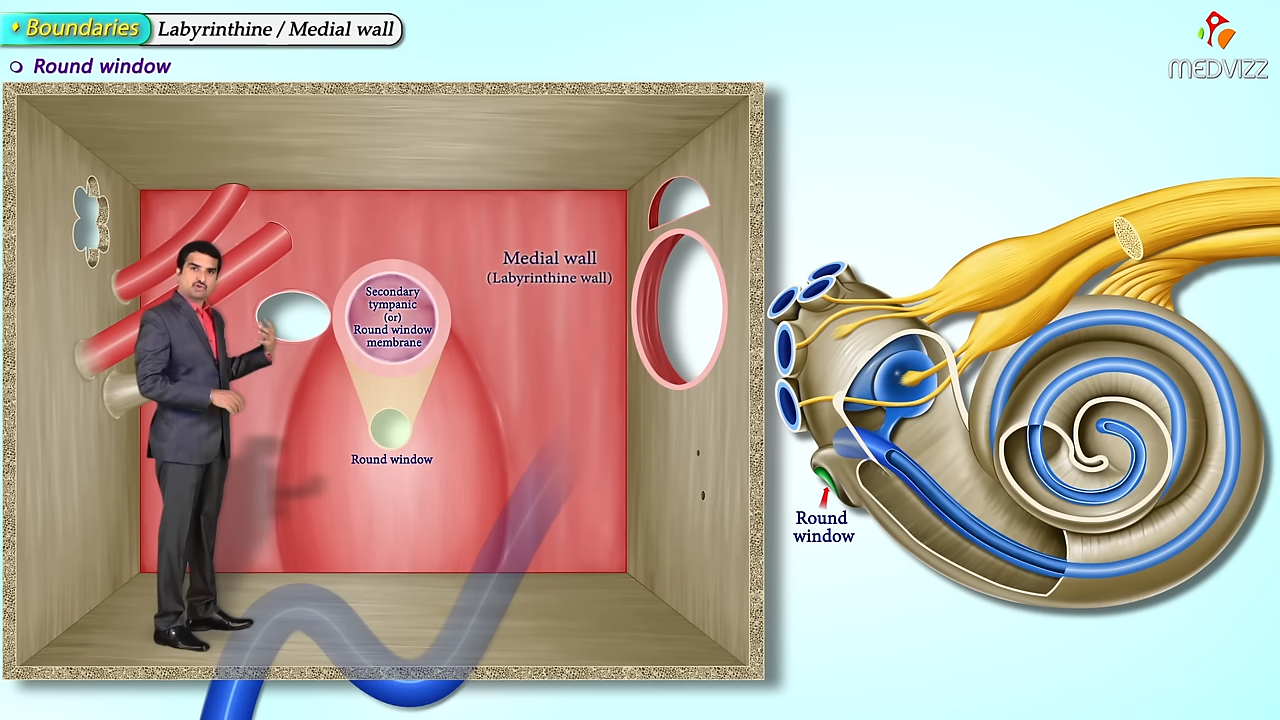 Boundaries
Labyrinthine / Medial wall
Round window
MEDVIZZ
Medial wall
(Labyrinthine wall)
Secondary
tympanic
(or)
Round window
membrane
Round window
Round
window